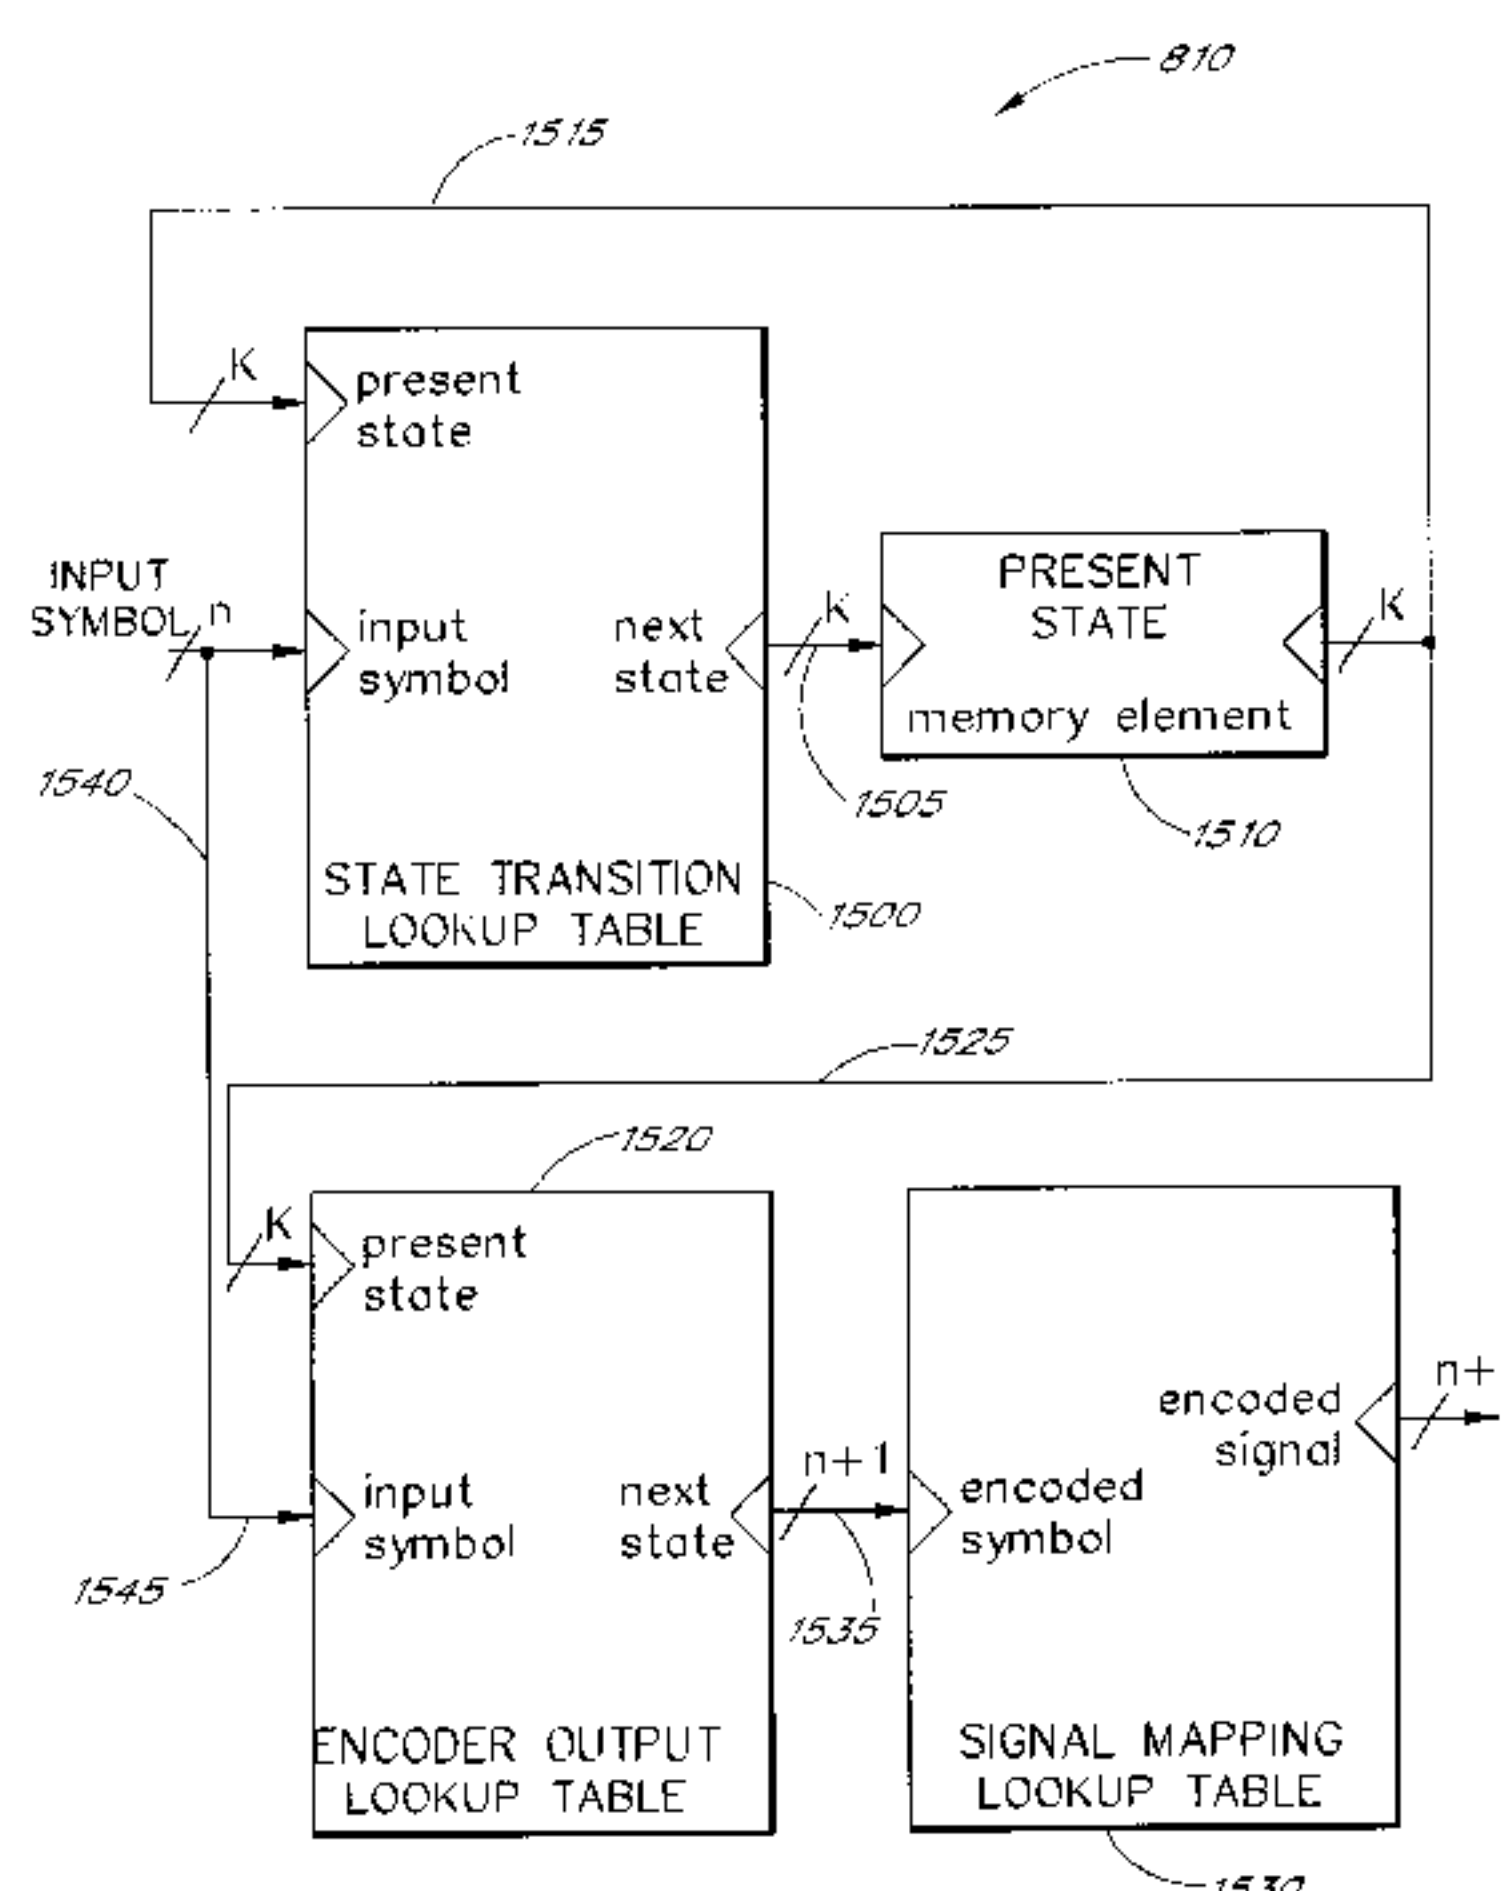 810
1515
K
present
state
INPUT
SYMBOL
n
input
symbol
next
state
K
PRESENT
STATE
memory element
K
1540
1505
1510
STATE TRANSITION
LOOKUP TABLE
1500
1525
1520
K
present
state
input
symbol
next
state
n+1
encoded
symbol
encoded
signal
n+
1545
1535
ENCODER OUTPUT
LOOKUP TABLE
SIGNAL MAPPING
LOOKUP TABLE
1530